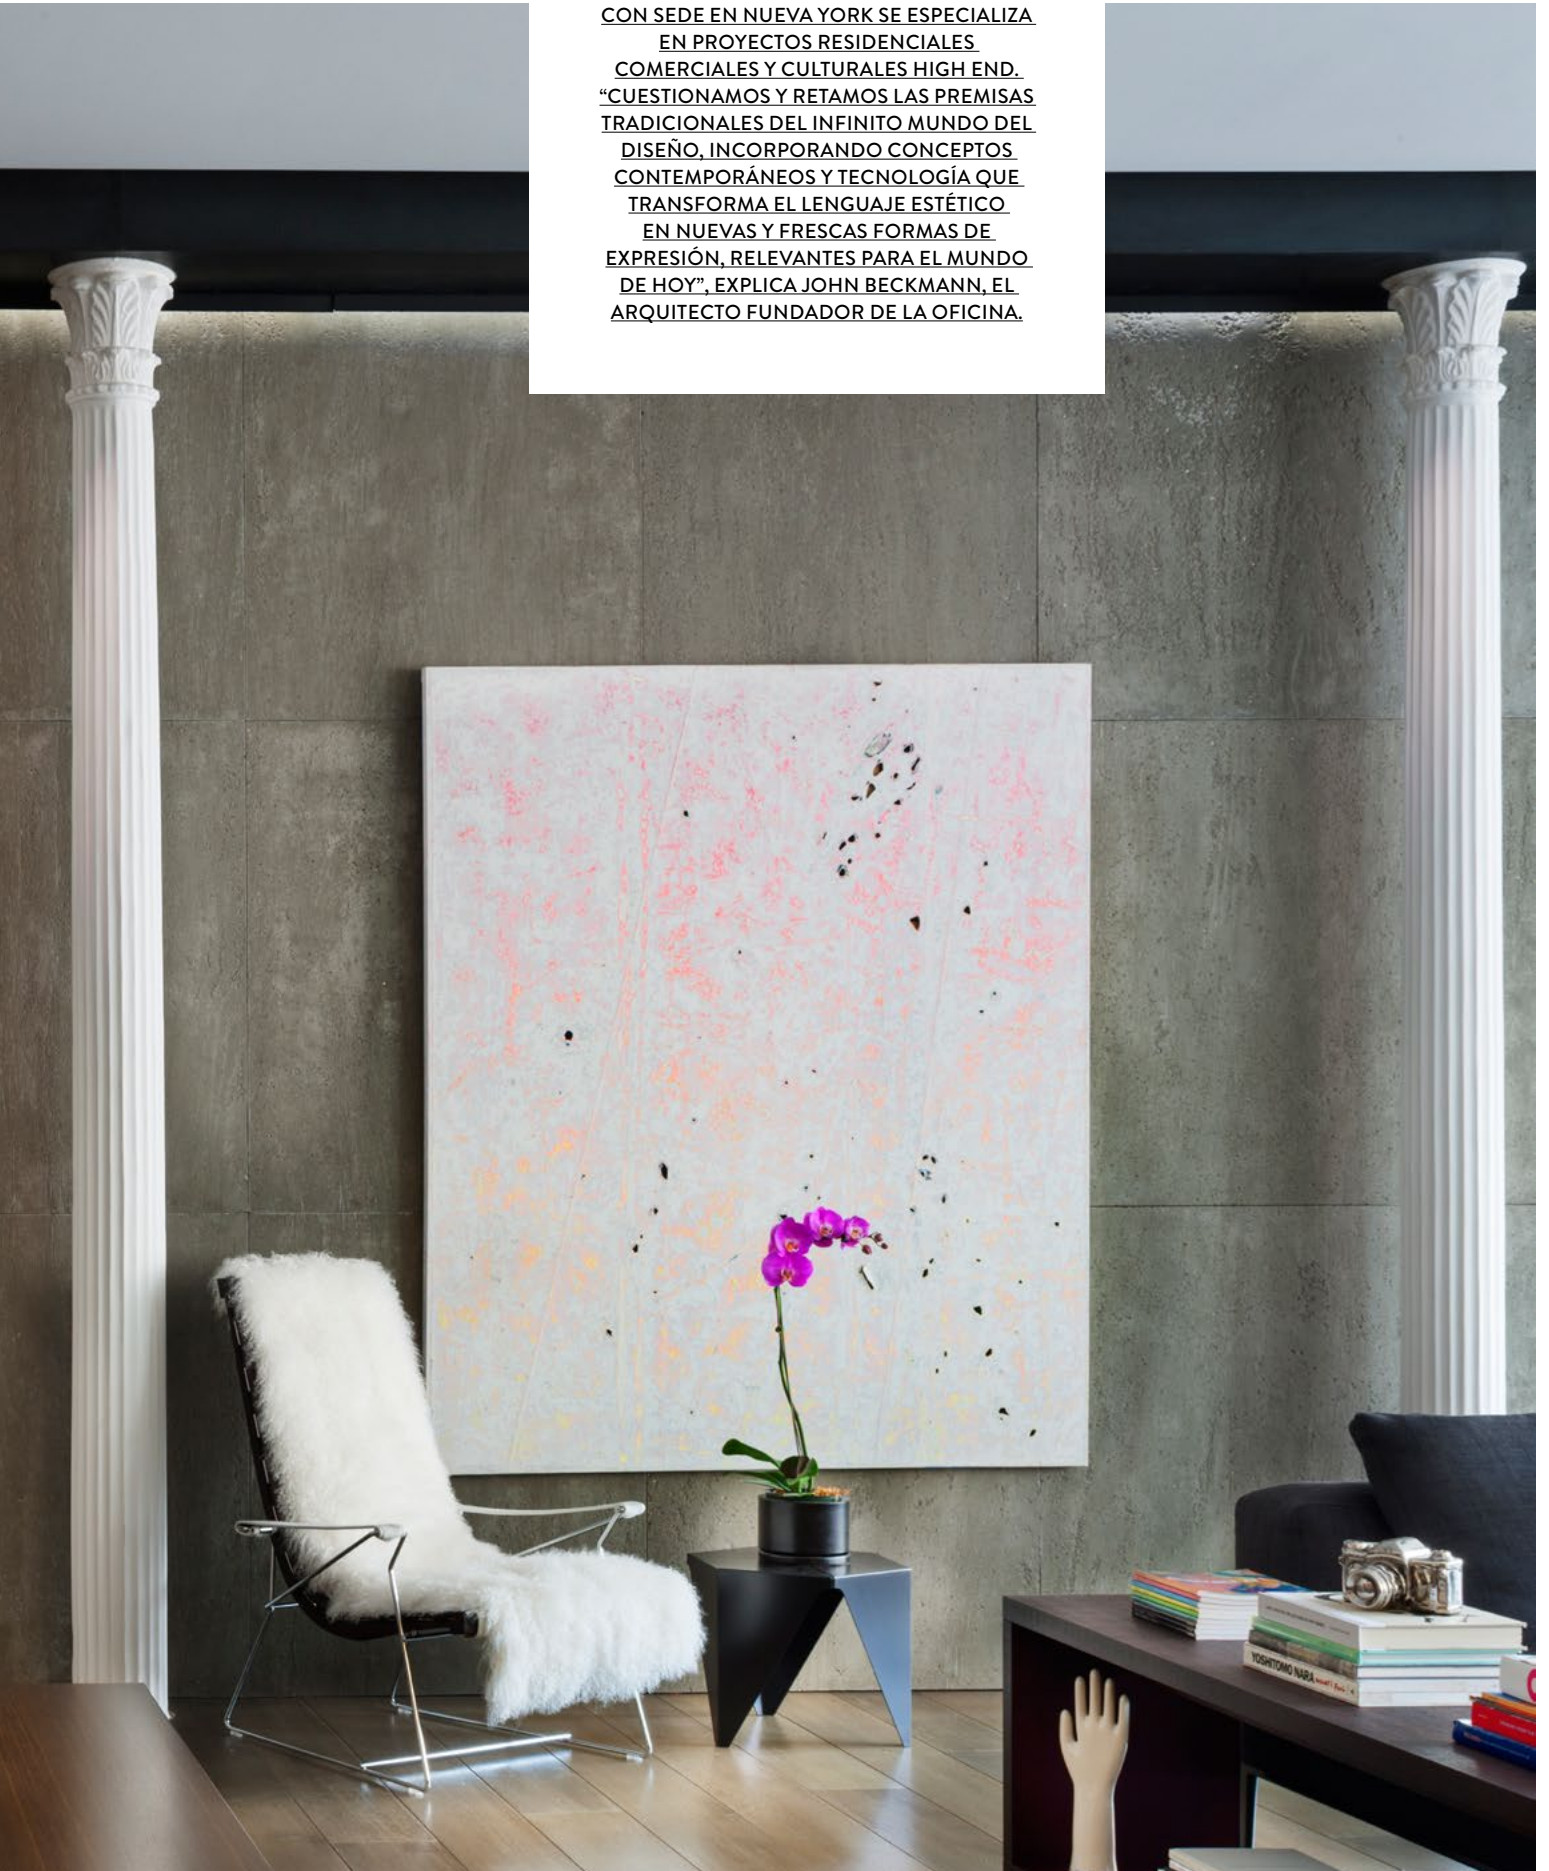 CON SEDE EN NUEVA YORK SE ESPECIALIZA
EN PROYECTOS RESIDENCIALES
COMERCIALES Y CULTURALES HIGH END.
“CUESTIONAMOS Y RETAMOS LAS PREMISAS
TRADICIONALES DEL INFINITO MUNDO DEL
DISEÑO, INCORPORANDO CONCEPTOS
CONTEMPORÁNEOS Y TECNOLOGÍA QUE
TRANSFORMA EL LENGUAJE ESTÉTICO
EN NUEVAS Y FRESCAS FORMAS DE
EXPRESIÓN, RELEVANTES PARA EL MUNDO
DE HOY”, EXPLICA JOHN BECKMANN, EL
ARQUITECTO FUNDADOR DE LA OFICINA.
YOSHITOMO NARA